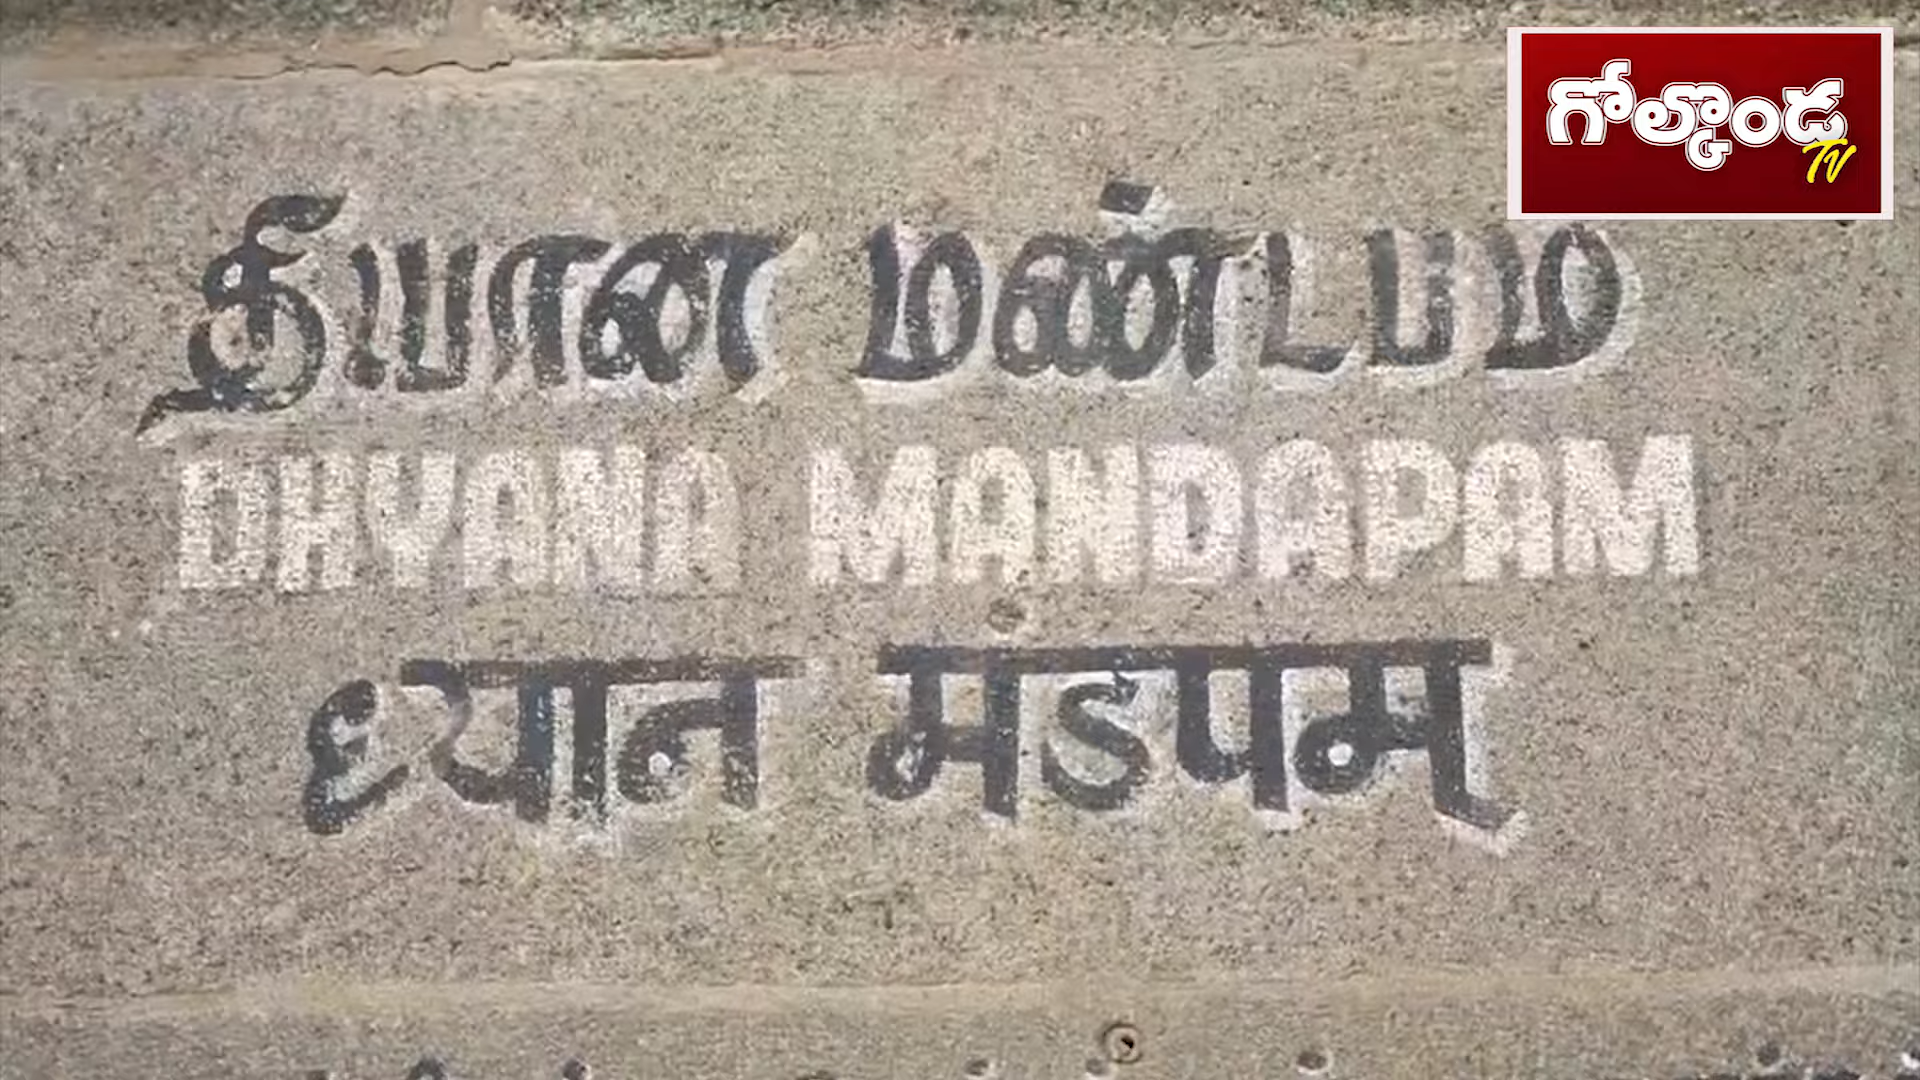 గోల్కొండ
TV
தியான மண்டபம்
DHYANA MANDAPAM
ध्यान मंडपम्